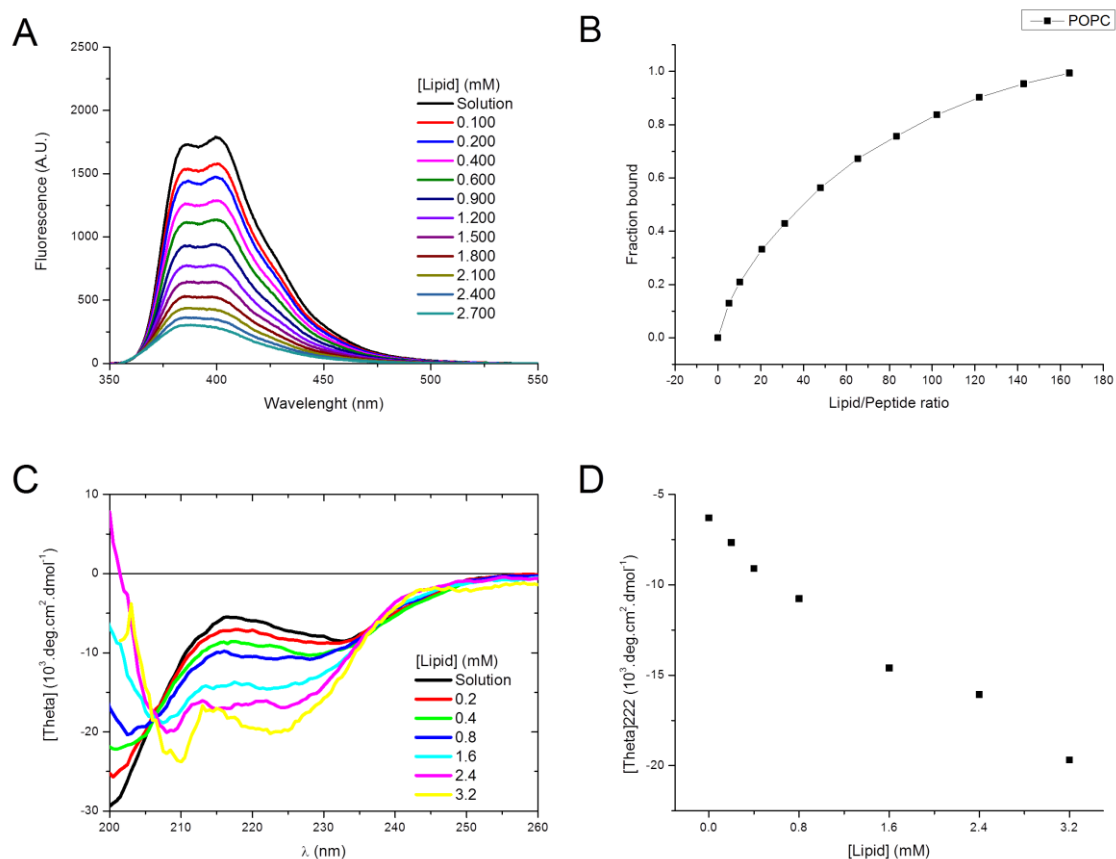 A
[Lipid] (mM)
Solution
0.100
0.200
0.400
0.600
0.900
1.200
1.500
1.800
2.100
2.400
2.700
Fluorescence (A.U.)
2500
2000
1500
1000
500
0
350 400 450 500 550
Wavelenght (nm)
B
POPC
Fraction bound
1.0
0.8
0.6
0.4
0.2
0.0
-20 0 20 40 60 80 100 120 140 160 180
Lipid/Peptide ratio
C
[Theta] (10³.deg.cm².dmol⁻¹)
10
0
-10
-20
-30
[Lipid] (mM)
Solution
0.2
0.4
0.8
1.6
2.4
3.2
200 210 220 230 240 250 260
λ (nm)
D
[Theta]222 (10³.deg.cm².dmol⁻¹)
-5
-10
-15
-20
0.0 0.8 1.6 2.4 3.2
[Lipid] (mM)